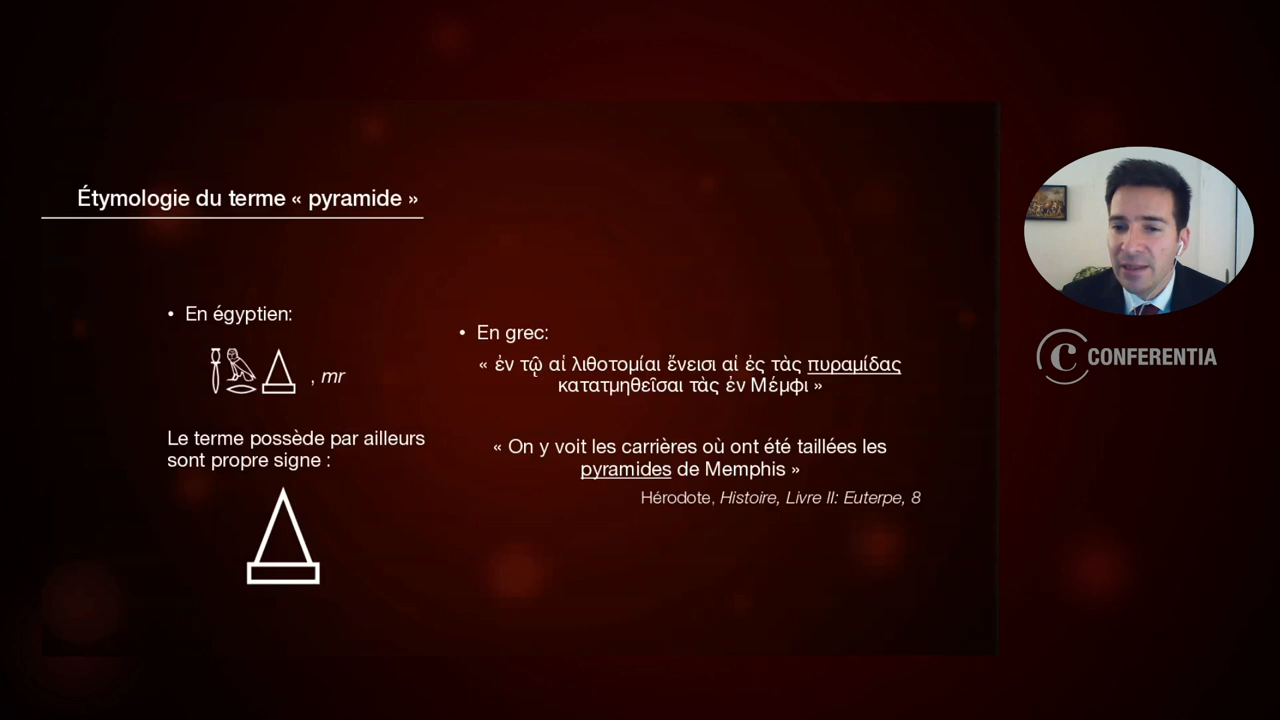 Étymologie du terme « pyramide »
• En égyptien:
𓍋𓅓𓂋𓉴 , mr
Le terme possède par ailleurs
sont propre signe :
𓉴
• En grec:
« ἐν τῷ αἱ λιθοτομίαι ἔνεισι αἱ ἐς τὰς πυραμίδας
κατατμηθεῖσαι τὰς ἐν Μέμφι »
« On y voit les carrières où ont été taillées les
pyramides de Memphis »
Hérodote, Histoire, Livre II: Euterpe, 8
C CONFERENTIA